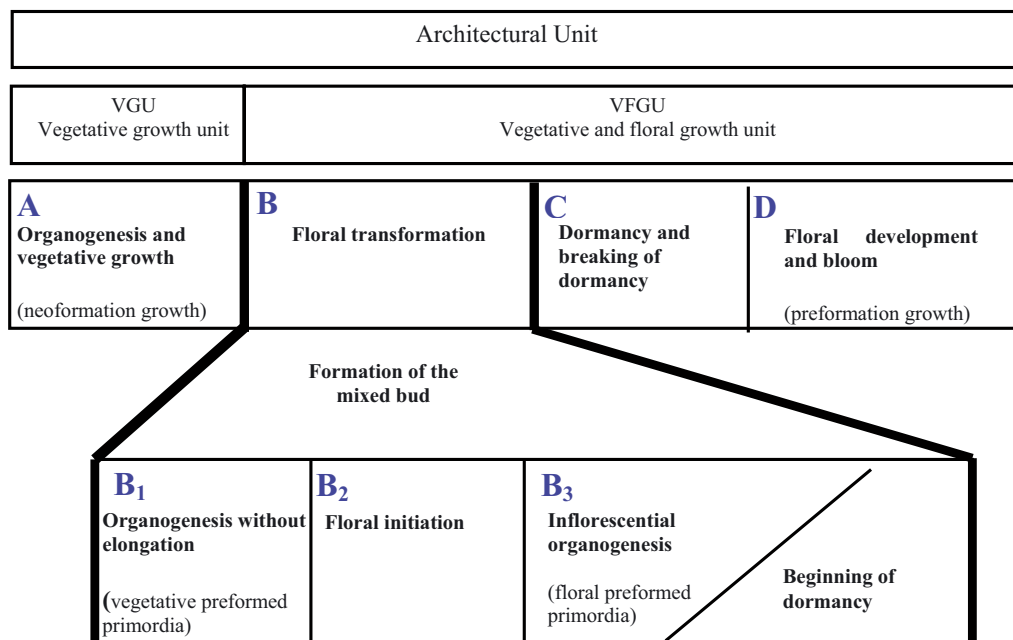 Architectural Unit
VGU
Vegetative growth unit
VFGU
Vegetative and floral growth unit
A
Organogenesis and
vegetative growth
(neoformation growth)
B
Floral transformation
C
Dormancy and
breaking of
dormancy
D
Floral development
and bloom
(preformation growth)
Formation of the
mixed bud
B₁
Organogenesis without
elongation
(vegetative preformed
primordia)
B₂
Floral initiation
B₃
Inflorescential
organogenesis
(floral preformed
primordia)
Beginning of
dormancy